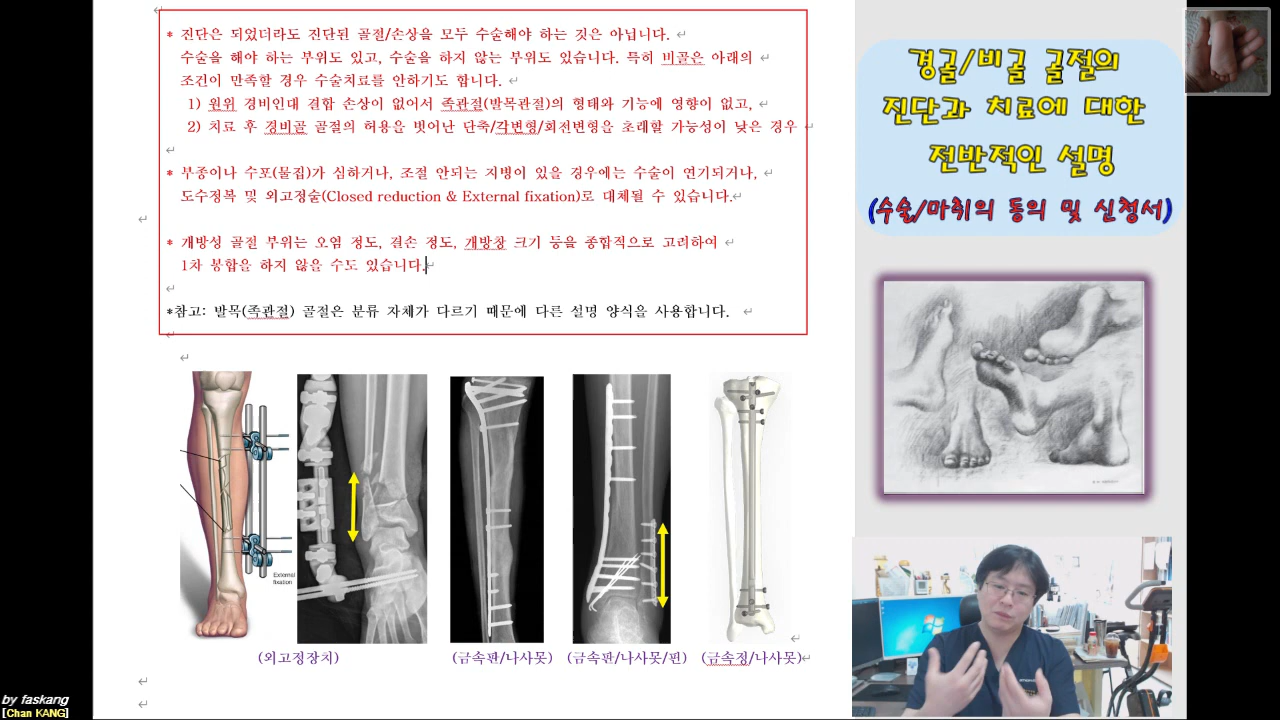 * 진단은 되었더라도 진단된 골절/손상을 모두 수술해야 하는 것은 아닙니다.
수술을 해야 하는 부위도 있고, 수술을 하지 않는 부위도 있습니다. 특히 비골은 아래의
조건이 만족할 경우 수술치료를 안하기도 합니다.
1) 원위 경비인대 결합 손상이 없어서 족관절(발목관절)의 형태와 기능에 영향이 없고,
2) 치료 후 경비골 골절의 허용을 벗어난 단축/각변형/회전변형을 초래할 가능성이 낮은 경우
* 부종이나 수포(물집)가 심하거나, 조절 안되는 지병이 있을 경우에는 수술이 연기되거나,
도수정복 및 외고정술(Closed reduction & External fixation)로 대체될 수 있습니다.
* 개방성 골절 부위는 오염 정도, 결손 정도, 개방창 크기 등을 종합적으로 고려하여
1차 봉합을 하지 않을 수도 있습니다.
*참고: 발목(족관절) 골절은 분류 자체가 다르기 때문에 다른 설명 양식을 사용합니다.
External
fixation
(외고정장치)
(금속판/나사못)
(금속판/나사못/핀)
(금속정/나사못)
경골/비골 골절의
진단과 치료에 대한
전반적인 설명
(수술/마취의 동의 및 신청서)
by faskang
[Chan KANG]